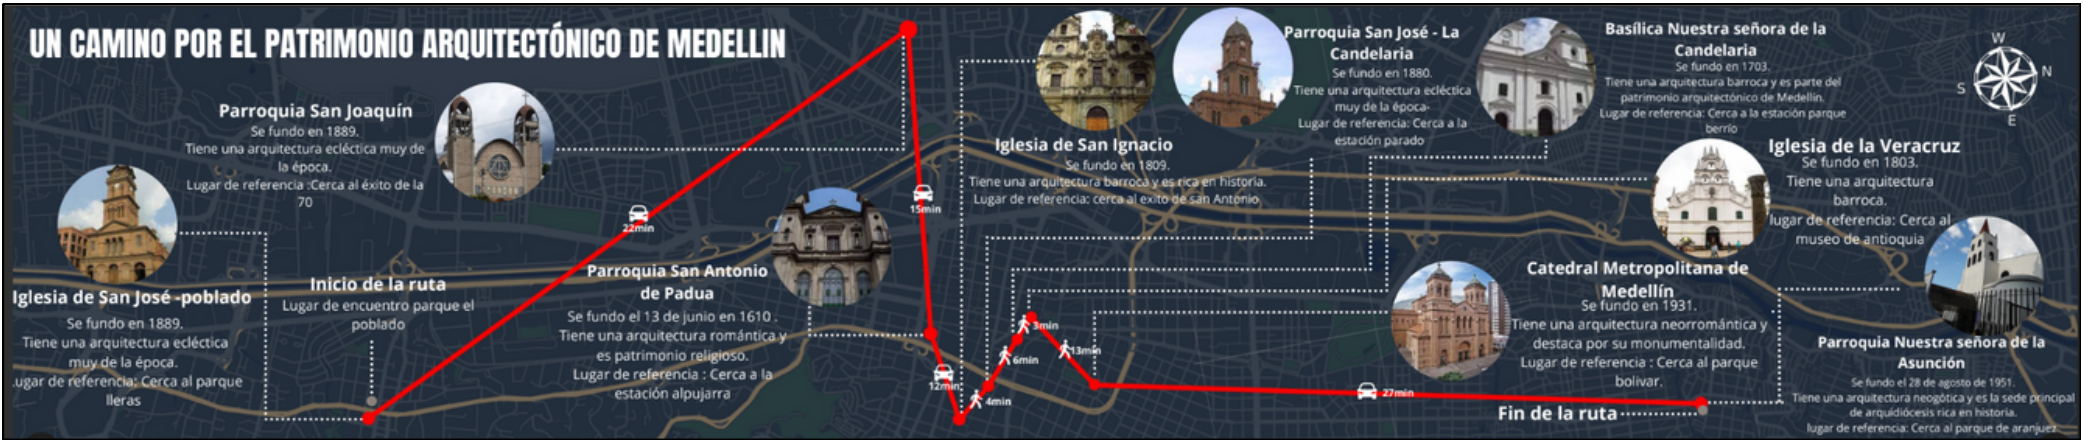 UN CAMINO POR EL PATRIMONIO ARQUITECTÓNICO DE MEDELLIN
Parroquia San Joaquín
Se fundo en 1889.
Tiene una arquitectura ecléctica muy de
la época.
Lugar de referencia :Cerca al éxito de la
70
Iglesia de San José -poblado
Se fundo en 1889.
Tiene una arquitectura ecléctica
muy de la época.
.ugar de referencia: Cerca al parque
lleras
Inicio de la ruta
Lugar de encuentro parque el
poblado
22min
Parroquia San Antonio
de Padua
Se fundo el 13 de junio en 1610 .
Tiene una arquitectura romántica y
es patrimonio religioso.
Lugar de referencia : Cerca a la
estación alpujarra
15min
12min
4min
6min
3min
13min
27min
Iglesia de San Ignacio
Se fundo en 1809.
Tiene una arquitectura barroca y es rica en historia.
Lugar de referencia: cerca al exito de san Antonio
Parroquia San José - La
Candelaria
Se fundo en 1880.
Tiene una arquitectura ecléctica
muy de la época-
Lugar de referencia: Cerca a la
estación parado
Basílica Nuestra señora de la
Candelaria
Se fundo en 1703.
Tiene una arquitectura barroca y es parte del
patrimonio arquitectónico de Medellin.
Lugar de referencia: Cerca a la estación parque
berrío
W
N
S
E
Iglesia de la Veracruz
Se fundo en 1803.
Tiene una arquitectura
barroca.
lugar de referencia: Cerca al
museo de antioquia
Catedral Metropolitana de
Medellín
Se fundo en 1931.
Tiene una arquitectura neorromántica y
destaca por su monumentalidad.
Lugar de referencia : Cerca al parque
bolivar.
Fin de la ruta
Parroquia Nuestra señora de la
Asunción
Se fundo el 28 de agosto de 1951.
Tiene una arquitectura neogótica y es la sede principal
de arquidiócesis rica en historia.
lugar de referencia: Cerca al parque de aranjuez